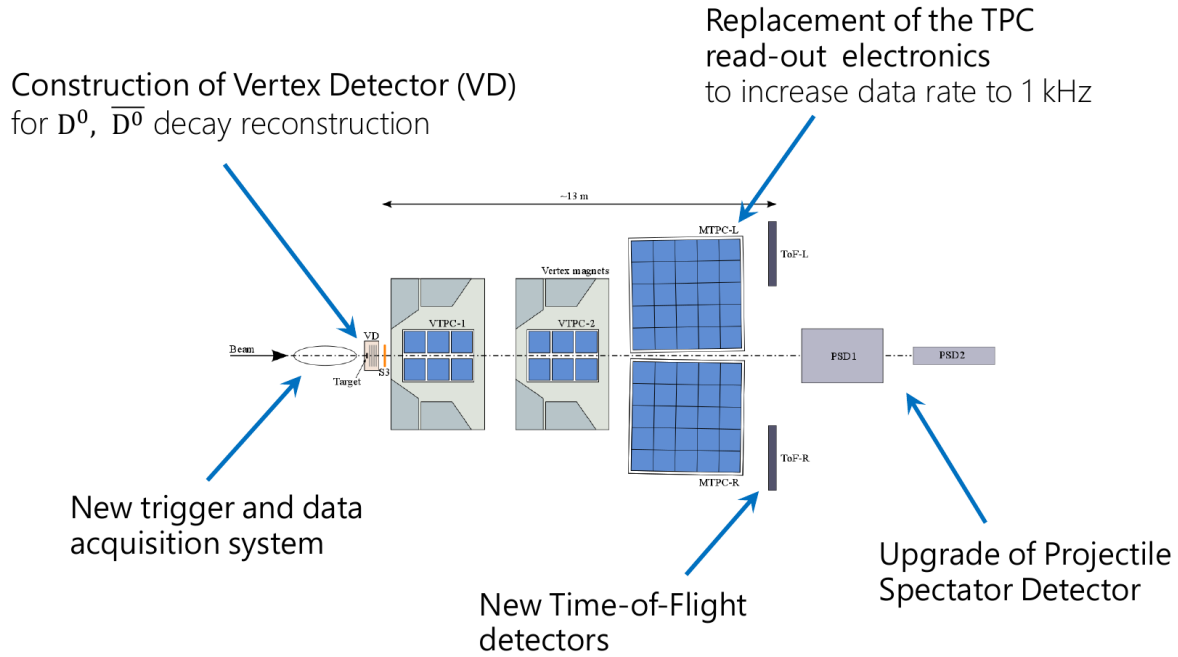 Replacement of the TPC
read-out electronics
to increase data rate to 1 kHz
Construction of Vertex Detector (VD)
for D⁰, D̅⁰ decay reconstruction
~13 m
MTPC-L
ToF-L
Vertex magnets
VTPC-1
VTPC-2
VD
Beam
Target
S3
PSD1
PSD2
ToF-R
MTPC-R
New trigger and data
acquisition system
Upgrade of Projectile
Spectator Detector
New Time-of-Flight
detectors